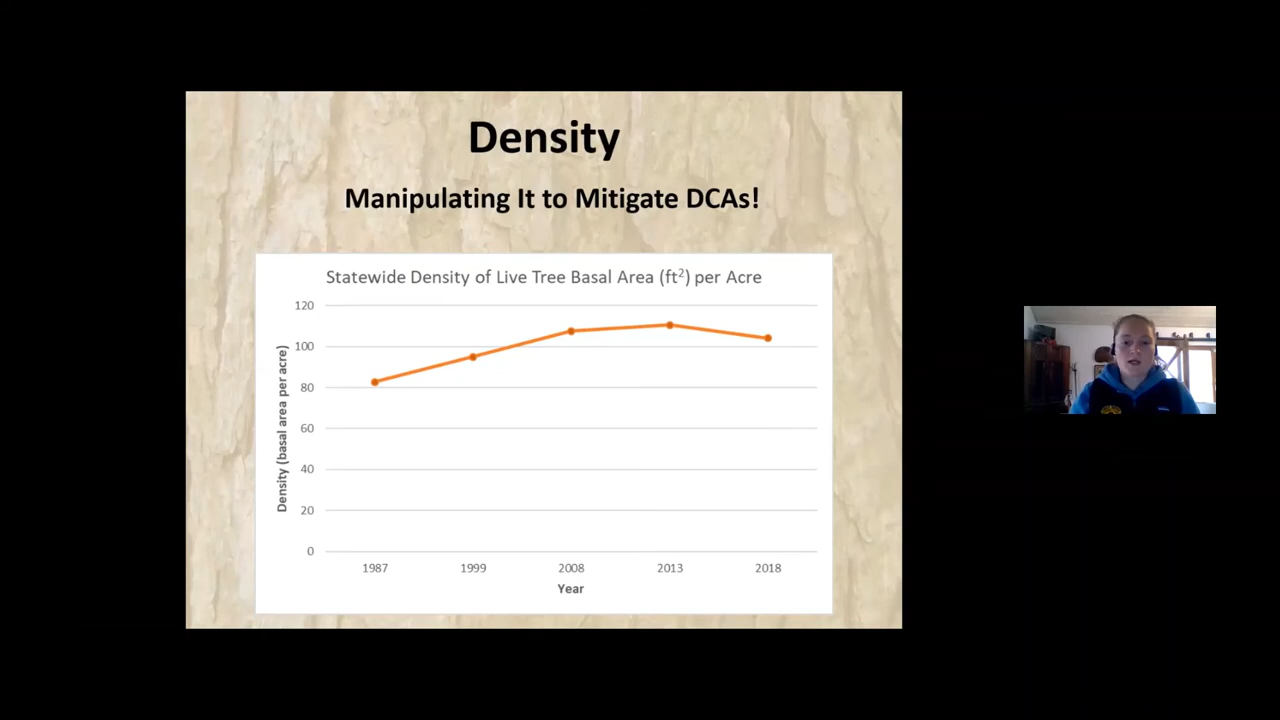 Density
Manipulating It to Mitigate DCAs!
Statewide Density of Live Tree Basal Area (ft²) per Acre
120
100
80
60
40
20
0
Density (basal area per acre)
1987 1999 2008 2013 2018
Year